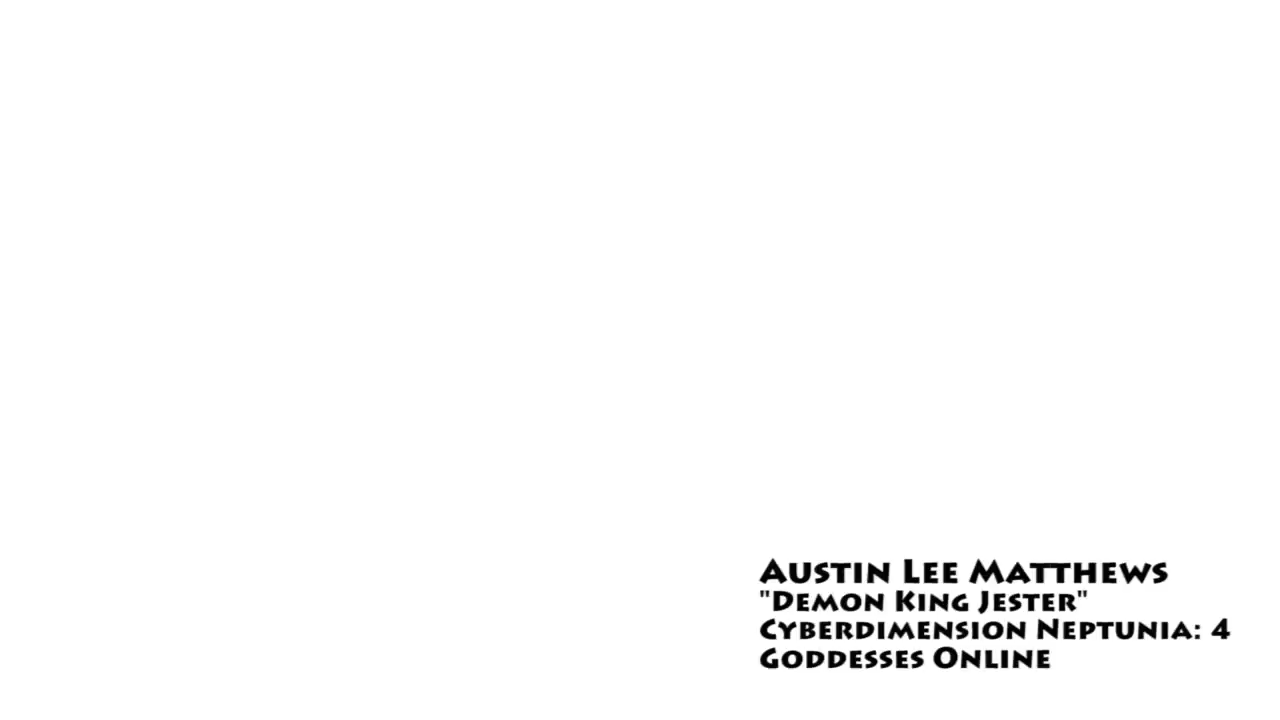 Austin Lee Matthews
"Demon King Jester"
Cyberdimension Neptunia: 4
Goddesses Online